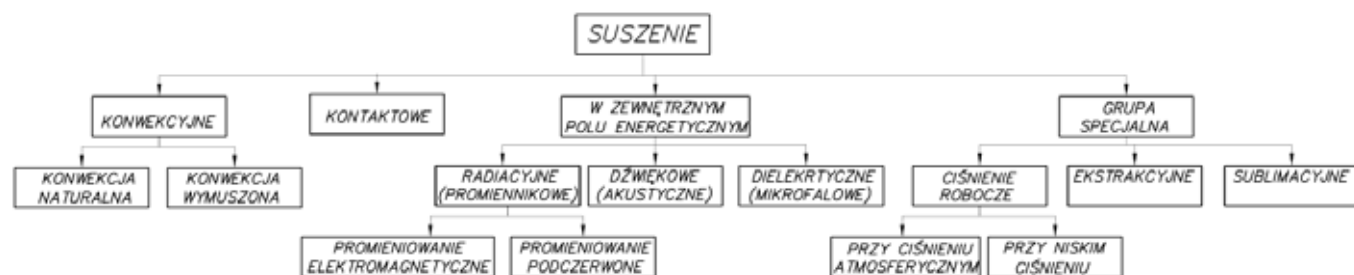 SUSZENIE
KONWEKCYJNE
KONTAKTOWE
W ZEWNĘTRZNYM
POLU ENERGETYCZNYM
GRUPA
SPECJALNA
KONWEKCJA
NATURALNA
KONWEKCJA
WYMUSZONA
RADIACYJNE
(PROMIENNIKOWE)
DŹWIĘKOWE
(AKUSTYCZNE)
DIELEKRTYCZNE
(MIKROFALOWE)
CIŚNIENIE
ROBOCZE
EKSTRAKCYJNE
SUBLIMACYJNE
PROMIENIOWANIE
ELEKTROMAGNETYCZNE
PROMIENIOWANIE
PODCZERWONE
PRZY CIŚNIENIU
ATMOSFERYCZNYM
PRZY NISKIM
CIŚNIENIU